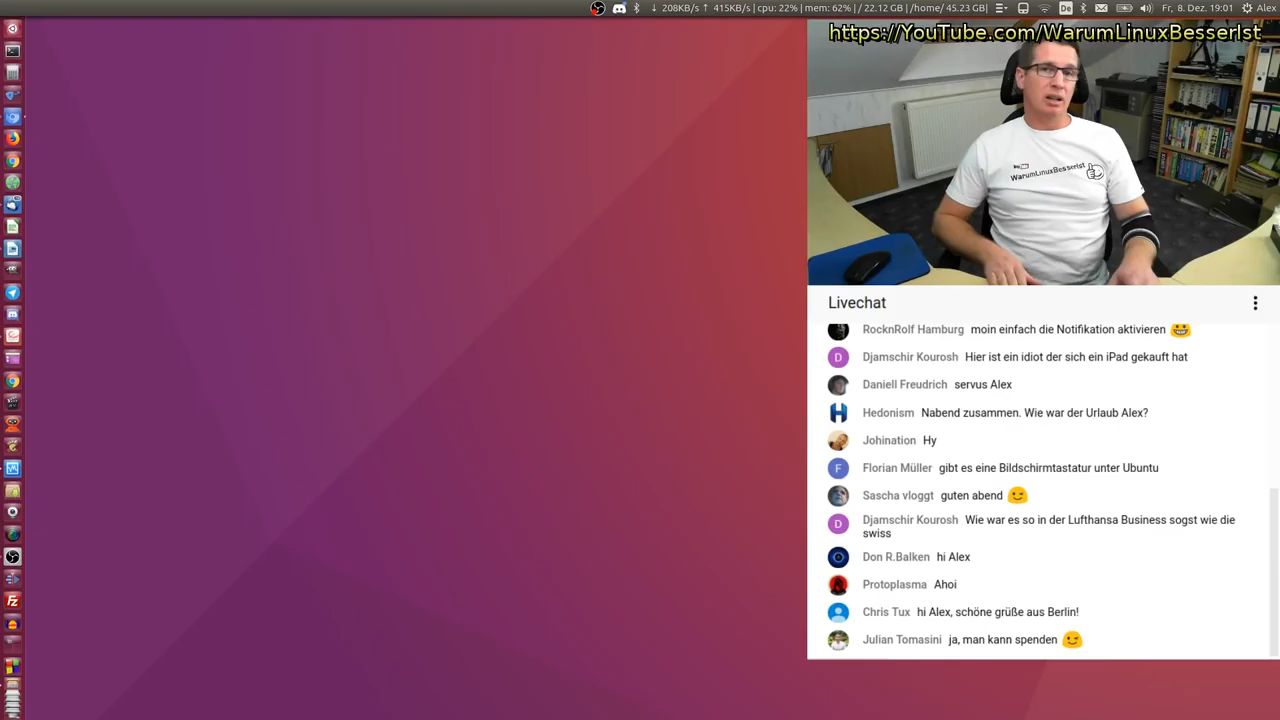 ↓ 208KB/s ↑ 415KB/s | cpu: 22% | mem: 62% | / 22.12 GB | /home/ 45.23 GB | De Fr, 8. Dez, 19:01 Alex
https://YouTube.com/WarumLinuxBesserIst
WarumLinuxBesserIst
Livechat
RocknRolf Hamburg moin einfach die Notifikation aktivieren
D Djamschir Kourosh Hier ist ein idiot der sich ein iPad gekauft hat
Daniell Freudrich servus Alex
Hedonism Nabend zusammen. Wie war der Urlaub Alex?
Johination Hy
F Florian Müller gibt es eine Bildschirmtastatur unter Ubuntu
Sascha vloggt guten abend
D Djamschir Kourosh Wie war es so in der Lufthansa Business sogst wie die
swiss
Don R.Balken hi Alex
Protoplasma Ahoi
Chris Tux hi Alex, schöne grüße aus Berlin!
Julian Tomasini ja, man kann spenden